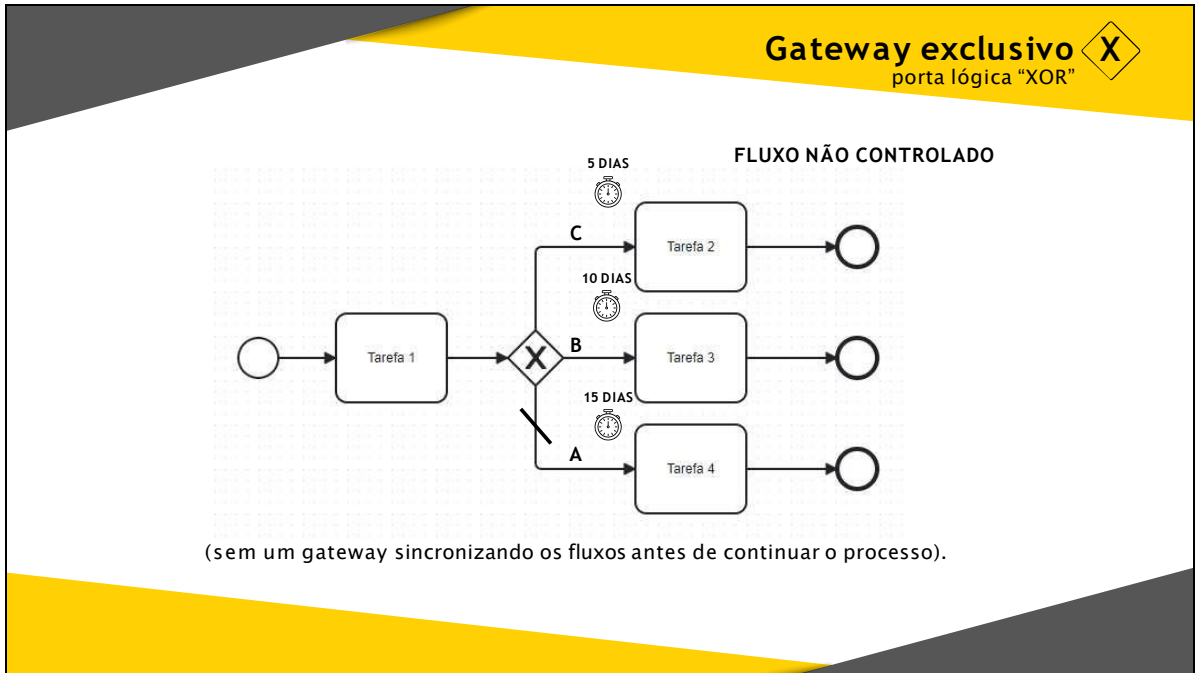 Gateway exclusivo X
porta lógica “XOR”
FLUXO NÃO CONTROLADO
5 DIAS
C
Tarefa 2
10 DIAS
Tarefa 1
X
B
Tarefa 3
15 DIAS
A
Tarefa 4
(sem um gateway sincronizando os fluxos antes de continuar o processo).